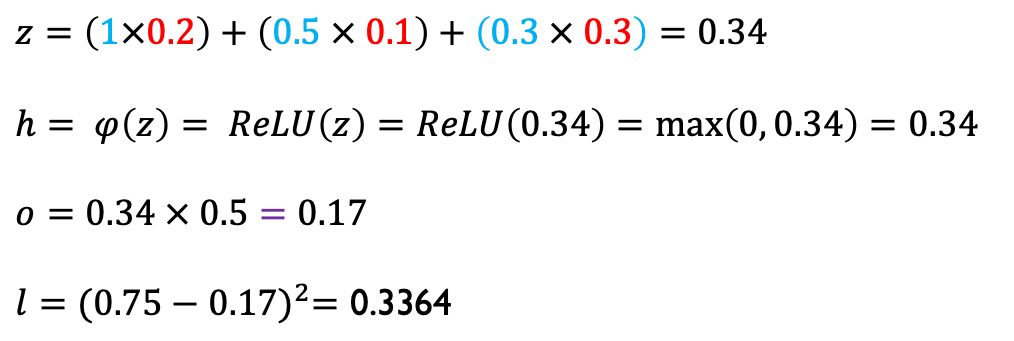 z = (1×0.2) + (0.5 × 0.1) + (0.3 × 0.3) = 0.34
h = φ(z) = ReLU(z) = ReLU(0.34) = max(0, 0.34) = 0.34
o = 0.34 × 0.5 = 0.17
l = (0.75 − 0.17)²= 0.3364